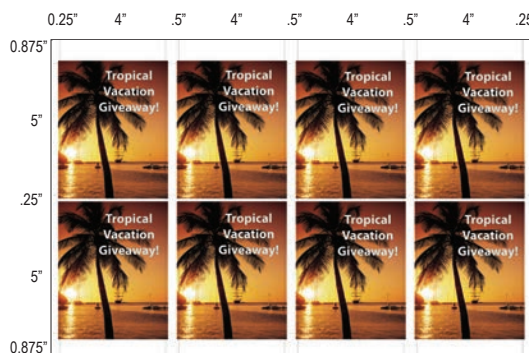 0.25" 4" .5" 4" .5" 4" .5" 4" .25"
0.875"
5"
.25"
5"
0.875"
Tropical
Vacation
Giveaway!
Tropical
Vacation
Giveaway!
Tropical
Vacation
Giveaway!
Tropical
Vacation
Giveaway!
Tropical
Vacation
Giveaway!
Tropical
Vacation
Giveaway!
Tropical
Vacation
Giveaway!
Tropical
Vacation
Giveaway!